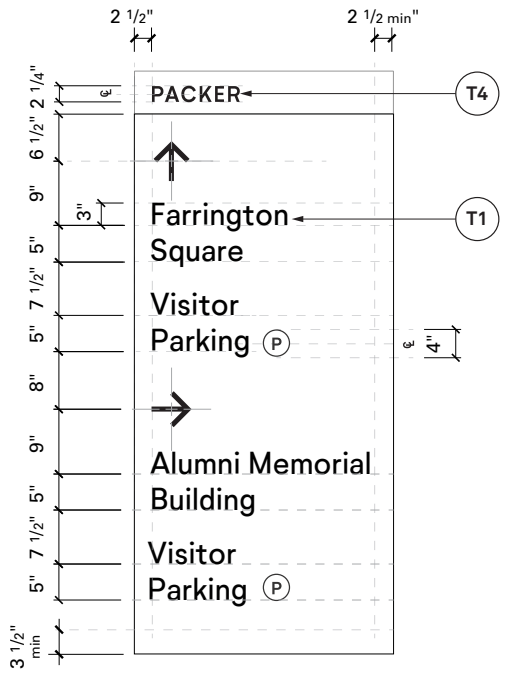 2 1/2"
2 1/2 min"
2 1/4"
℄
PACKER
T4
6 1/2"
9"
3"
Farrington
T1
5"
Square
7 1/2"
Visitor
5"
Parking
P
℄
4"
8"
9"
Alumni Memorial
5"
Building
7 1/2"
Visitor
5"
Parking
P
3 1/2"
min